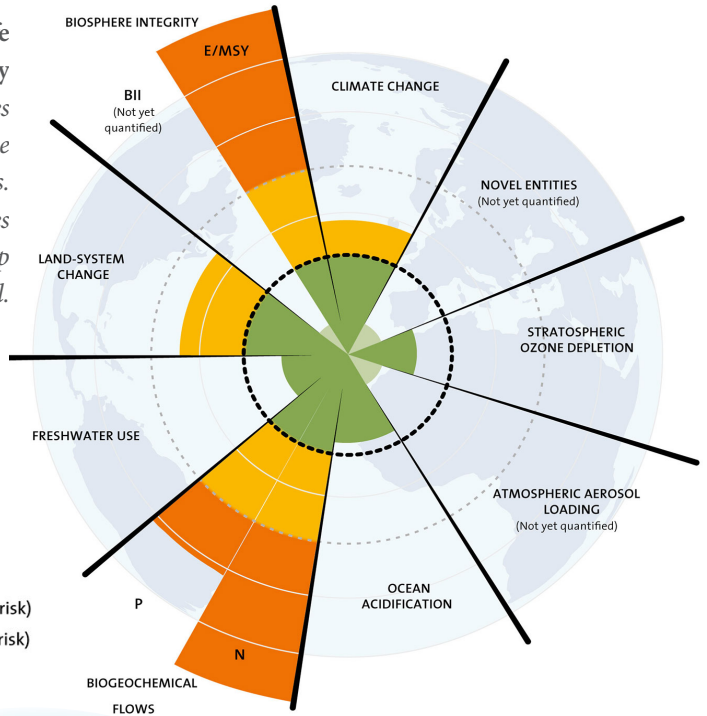 BIOSPHERE INTEGRITY
E/MSY
BII
(Not yet
quantified)
CLIMATE CHANGE
NOVEL ENTITIES
(Not yet quantified)
LAND-SYSTEM
CHANGE
STRATOSPHERIC
OZONE DEPLETION
FRESHWATER USE
ATMOSPHERIC AEROSOL
LOADING
(Not yet quantified)
OCEAN
ACIDIFICATION
P
N
BIOGEOCHEMICAL
FLOWS
risk)
risk)